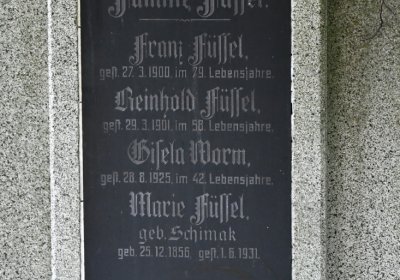 Familie Füssel.
Franz Füssel,
gest. 27. 3. 1900, im 79. Lebensjahre.
Reinhold Füssel,
gest. 29. 3. 1901, im 58. Lebensjahre.
Gisela Worm,
gest. 28. 8. 1925, im 42. Lebensjahre.
Marie Füssel,
geb. Schimak
geb. 25. 12. 1856, gest. 1. 6. 1931.